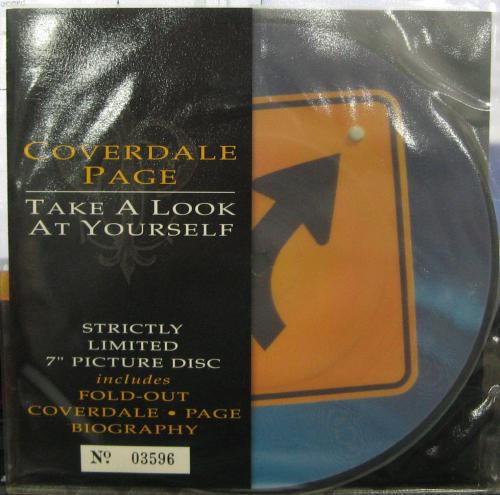 COVERDALE
PAGE
TAKE A LOOK
AT YOURSELF
STRICTLY
LIMITED
7" PICTURE DISC
includes
FOLD-OUT
COVERDALE • PAGE
BIOGRAPHY
No. 03596